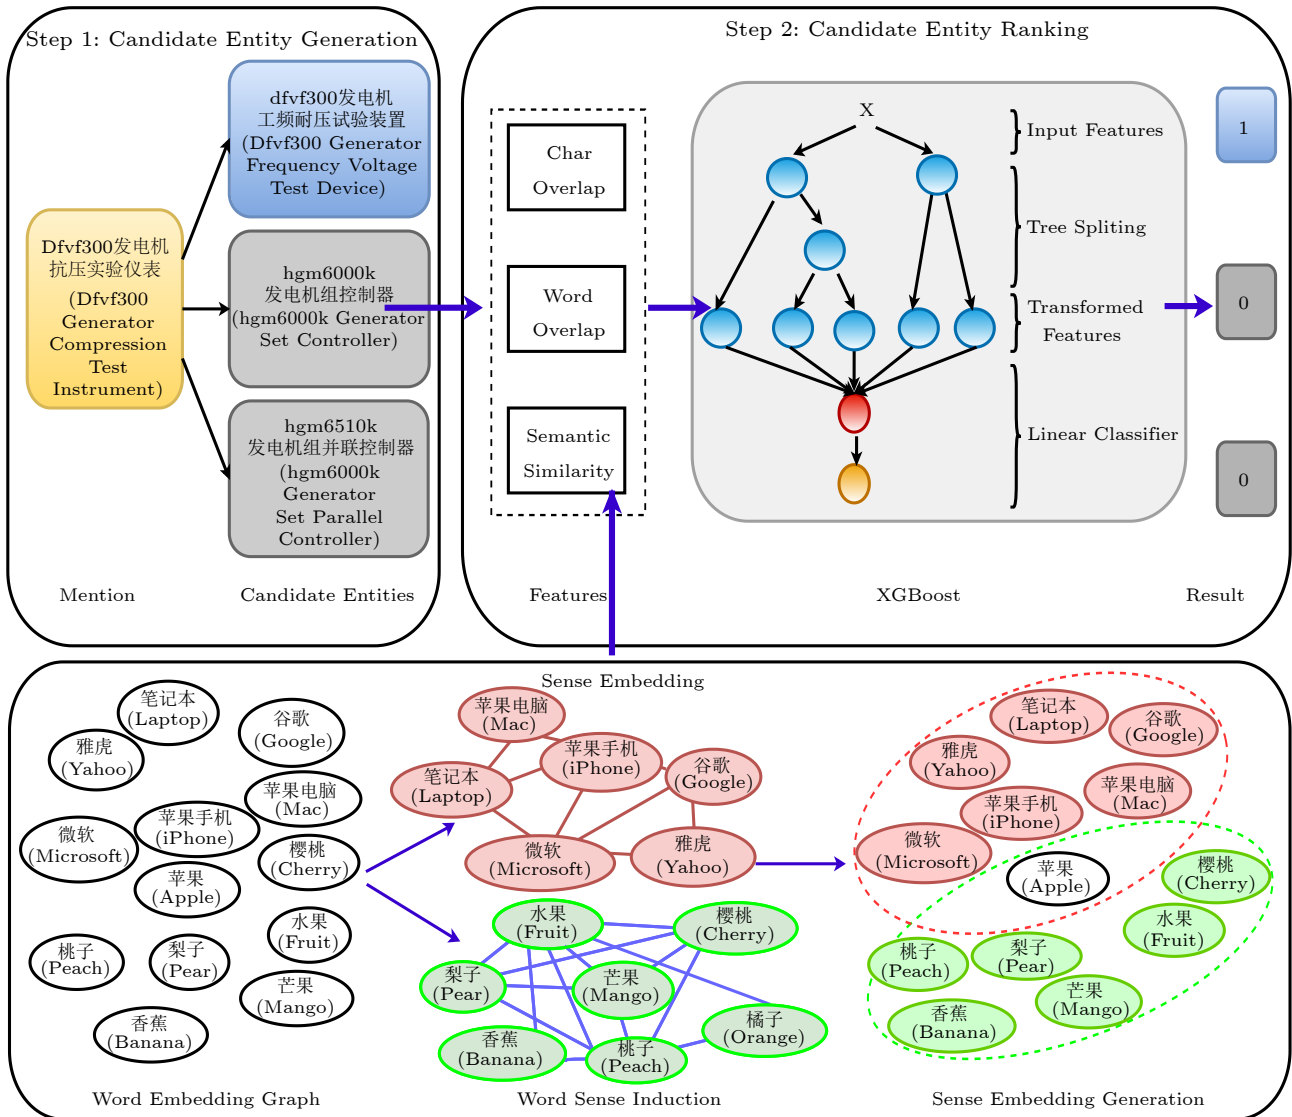 Step 1: Candidate Entity Generation
Dfvf300发电机
抗压实验仪表
(Dfvf300
Generator
Compression
Test
Instrument)
dfvf300发电机
工频耐压试验装置
(Dfvf300 Generator
Frequency Voltage
Test Device)
hgm6000k
发电机组控制器
(hgm6000k Generator
Set Controller)
hgm6510k
发电机组并联控制器
(hgm6000k
Generator
Set Parallel
Controller)
Mention
Candidate Entities
Step 2: Candidate Entity Ranking
Char
Overlap
Word
Overlap
Semantic
Similarity
X
Input Features
Tree Spliting
Transformed
Features
Linear Classifier
1
0
0
Features
XGBoost
Result
Sense Embedding
笔记本
(Laptop)
谷歌
(Google)
雅虎
(Yahoo)
苹果电脑
(Mac)
苹果手机
(iPhone)
微软
(Microsoft)
樱桃
(Cherry)
苹果
(Apple)
水果
(Fruit)
桃子
(Peach)
梨子
(Pear)
芒果
(Mango)
香蕉
(Banana)
Word Embedding Graph
苹果电脑
(Mac)
苹果手机
(iPhone)
谷歌
(Google)
笔记本
(Laptop)
微软
(Microsoft)
雅虎
(Yahoo)
水果
(Fruit)
樱桃
(Cherry)
梨子
(Pear)
芒果
(Mango)
橘子
(Orange)
香蕉
(Banana)
桃子
(Peach)
Word Sense Induction
笔记本
(Laptop)
谷歌
(Google)
雅虎
(Yahoo)
苹果电脑
(Mac)
苹果手机
(iPhone)
微软
(Microsoft)
苹果
(Apple)
樱桃
(Cherry)
水果
(Fruit)
桃子
(Peach)
梨子
(Pear)
芒果
(Mango)
香蕉
(Banana)
Sense Embedding Generation